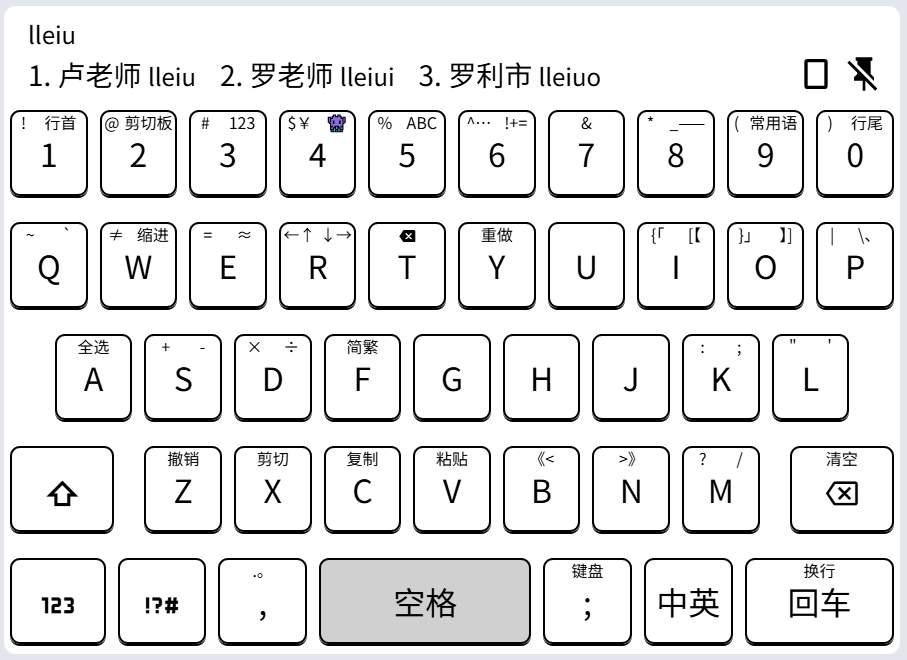 lleiu
1. 卢老师 lleiu 2. 罗老师 lleiui 3. 罗利市 lleiuo
! 行首 @ 剪切板 # 123 $¥ % ABC ^… !+= & * _—— ( 常用语 ) 行尾
1 2 3 4 5 6 7 8 9 0
~ ` ≠ 缩进 = ≈ ←↑ ↓→ 重做 {「 [【 }」 】] | \、
Q W E R T Y U I O P
全选 + - × ÷ 简繁 : ; " '
A S D F G H J K L
撤销 剪切 复制 粘贴 《< >》 ? / 清空
Z X C V B N M
.。 键盘 换行
123 !?# , 空格 ; 中英 回车